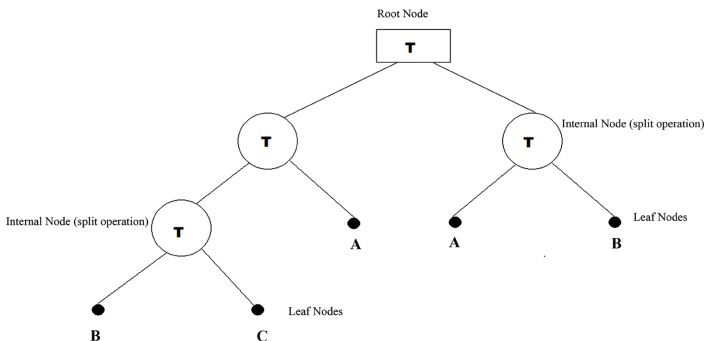 Root Node
T
T
T
Internal Node (split operation)
Internal Node (split operation)
T
A
A
B
Leaf Nodes
B
C
Leaf Nodes